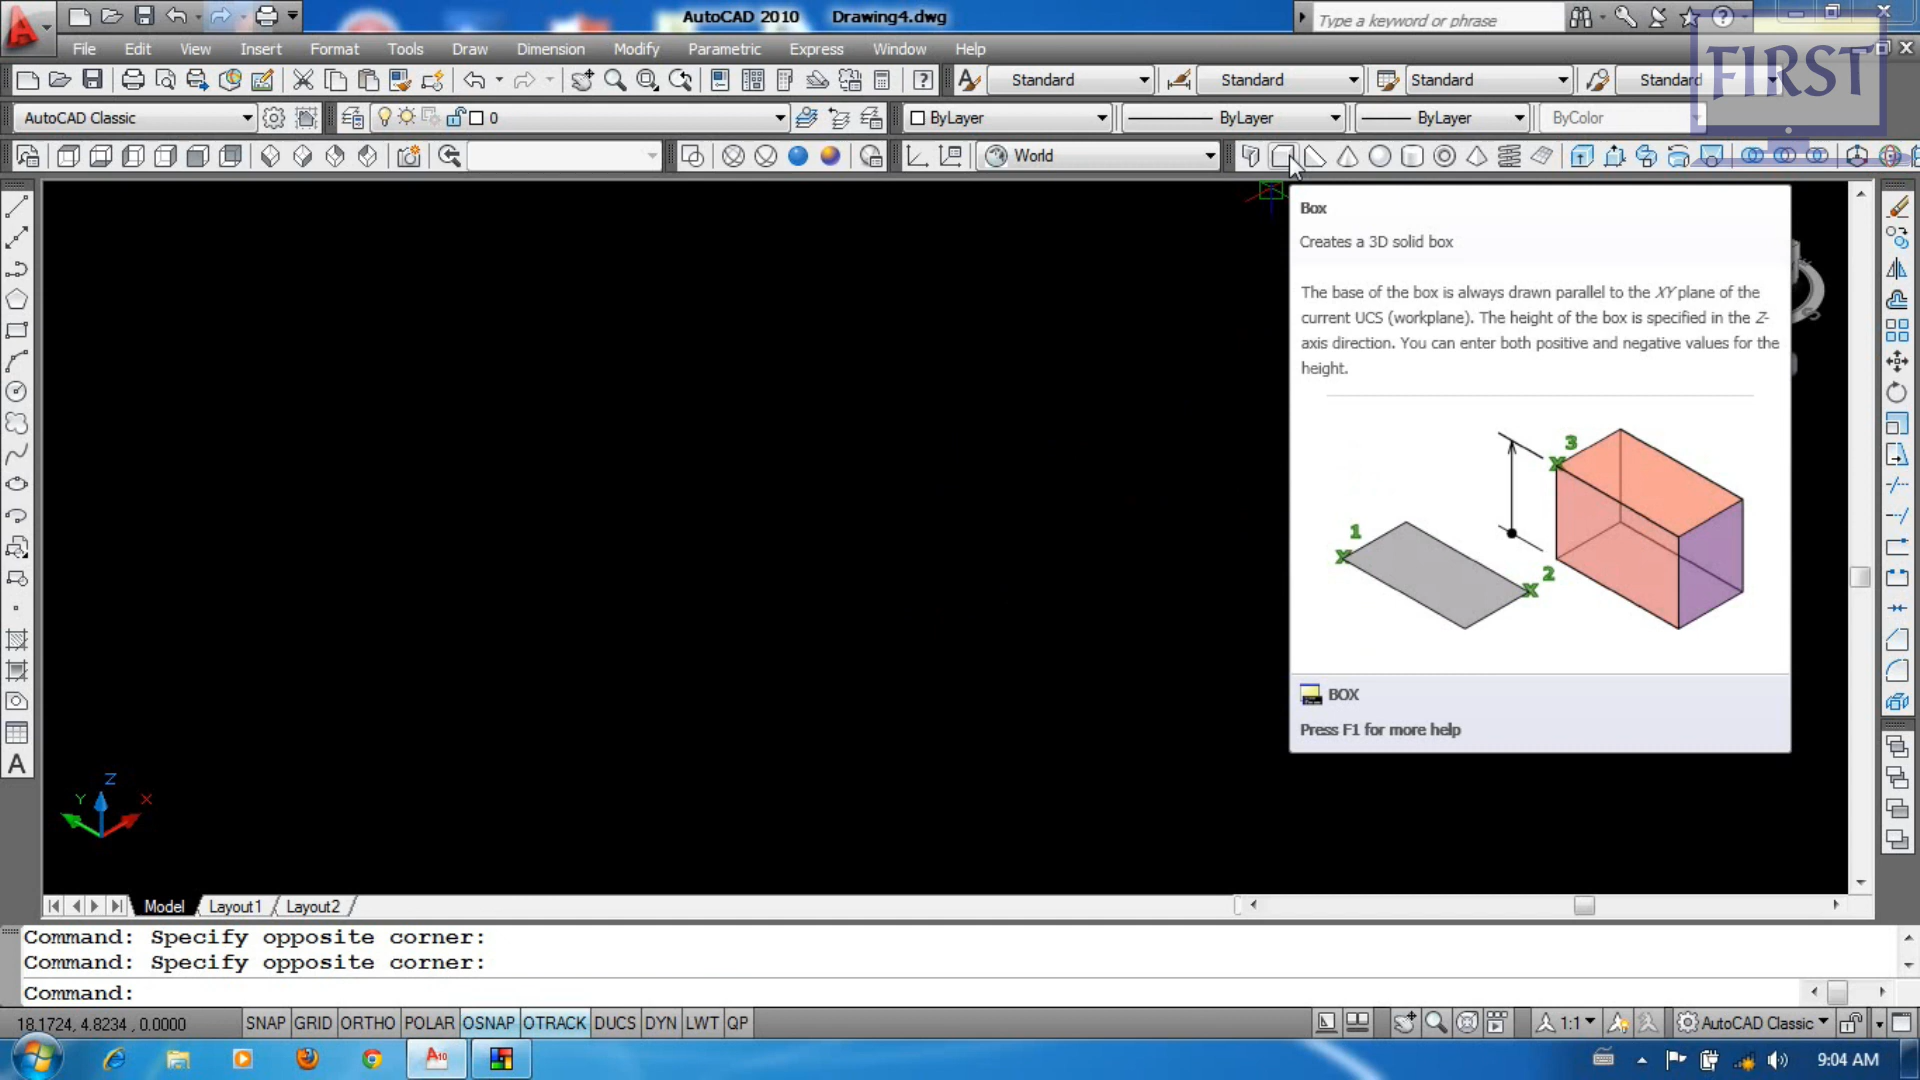 AutoCAD 2010 Drawing4.dwg
Type a keyword or phrase
FIRST
File Edit View Insert Format Tools Draw Dimension Modify Parametric Express Window Help
Standard Standard Standard Standard
AutoCAD Classic 0 ByLayer ByLayer ByLayer ByColor
World
Box
Creates a 3D solid box
The base of the box is always drawn parallel to the XY plane of the
current UCS (workplane). The height of the box is specified in the Z-
axis direction. You can enter both positive and negative values for the
height.
3
1
2
BOX
Press F1 for more help
Z
Y X
A
Model Layout1 Layout2
Command: Specify opposite corner:
Command: Specify opposite corner:
Command:
18.1724, 4.8234 , 0.0000 SNAP GRID ORTHO POLAR OSNAP OTRACK DUCS DYN LWT QP 1:1 AutoCAD Classic
9:04 AM